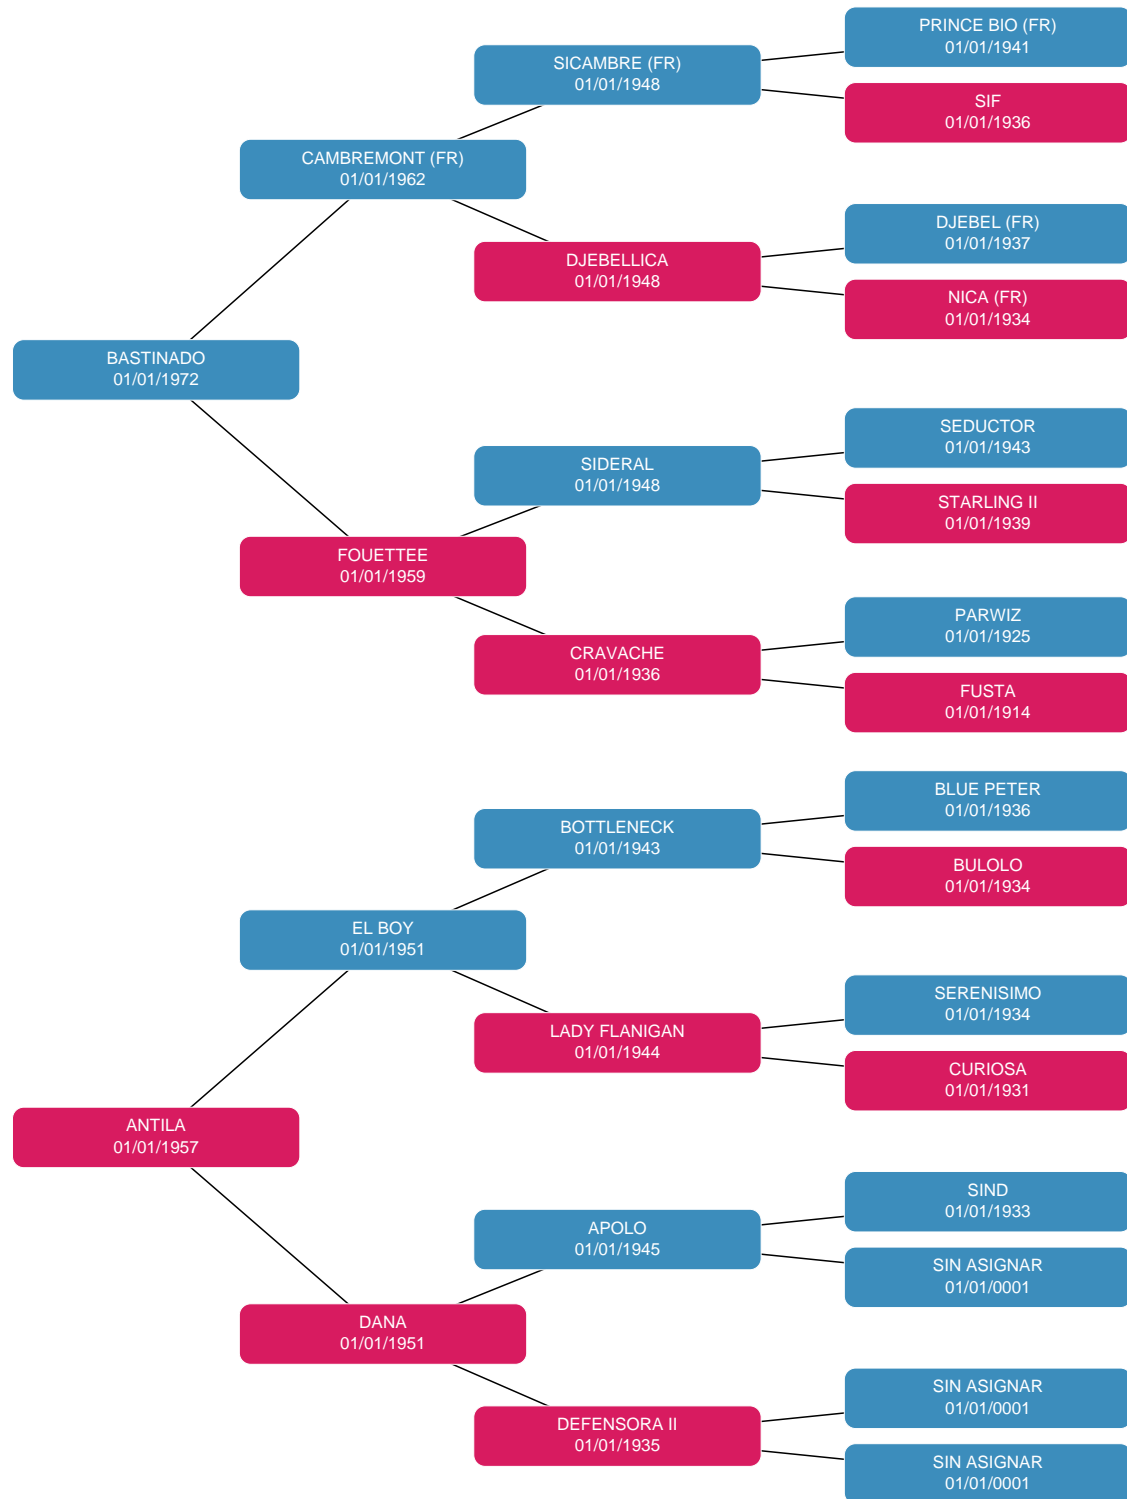 PRINCE BIO (FR)
01/01/1941
SICAMBRE (FR)
01/01/1948
SIF
01/01/1936
CAMBREMONT (FR)
01/01/1962
DJEBEL (FR)
01/01/1937
DJEBELLICA
01/01/1948
NICA (FR)
01/01/1934
BASTINADO
01/01/1972
SEDUCTOR
01/01/1943
SIDERAL
01/01/1948
STARLING II
01/01/1939
FOUETTEE
01/01/1959
PARWIZ
01/01/1925
CRAVACHE
01/01/1936
FUSTA
01/01/1914
BLUE PETER
01/01/1936
BOTTLENECK
01/01/1943
BULOLO
01/01/1934
EL BOY
01/01/1951
SERENISIMO
01/01/1934
LADY FLANIGAN
01/01/1944
CURIOSA
01/01/1931
ANTILA
01/01/1957
SIND
01/01/1933
APOLO
01/01/1945
SIN ASIGNAR
01/01/0001
DANA
01/01/1951
SIN ASIGNAR
01/01/0001
DEFENSORA II
01/01/1935
SIN ASIGNAR
01/01/0001